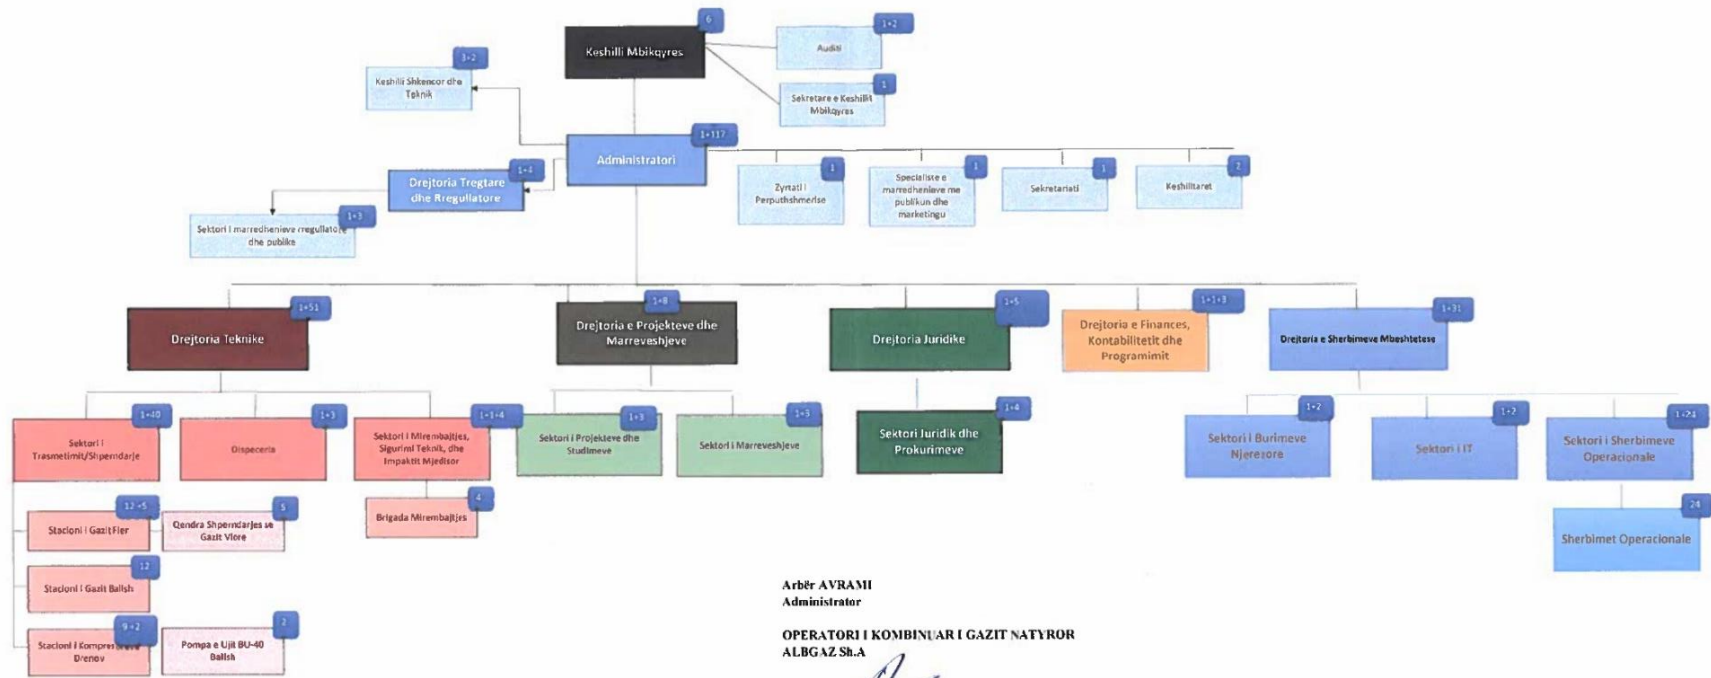 6
Keshilli Mbikqyres
1+2
Auditi
3+2
Keshilli Shkencor dhe
Teknik
1
Sekretare e Keshillit
Mbikqyres
1+117
Administratori
1+4
Drejtoria Tregtare
dhe Rregullatore
1
Zyrtari i
Perputhshmerise
1
Specialiste e
marredhenieve me
publikun dhe
marketingu
1
Sekretariati
2
Keshilltaret
1+3
Sektori i marredhenieve rregullatore
dhe publike
1+51
Drejtoria Teknike
1+8
Drejtoria e Projekteve dhe
Marreveshjeve
1+5
Drejtoria Juridike
1+1+3
Drejtoria e Finances,
Kontabilitetit dhe
Programimit
1+31
Drejtoria e Sherbimeve Mbeshtetese
1+40
Sektori i
Trasmetimit/Shperndarje
1+3
Dispeceria
1+1+4
Sektori i Mirembajtjes,
Sigurimi Teknik, dhe
Impaktit Mjedisor
1+3
Sektori i Projekteve dhe
Studimeve
1+3
Sektori i Marreveshjeve
1+4
Sektori Juridik dhe
Prokurimeve
1+2
Sektori i Burimeve
Njeresore
1+2
Sektori i IT
1+24
Sektori i Sherbimeve
Operacionale
12+5
Stacioni i Gazit Fier
5
Qendra Shperndarjes se
Gazit Vlore
4
Brigada Mirembajtjes
24
Sherbimet Operacionale
12
Stacioni i Gazit Ballsh
9+2
Stacioni i Kompresoreve
Drenov
2
Pompa e Ujit BU-40
Ballsh
Arbër AVRAMI
Administrator
OPERATORI I KOMBINUAR I GAZIT NATYROR
ALBGAZ Sh.A